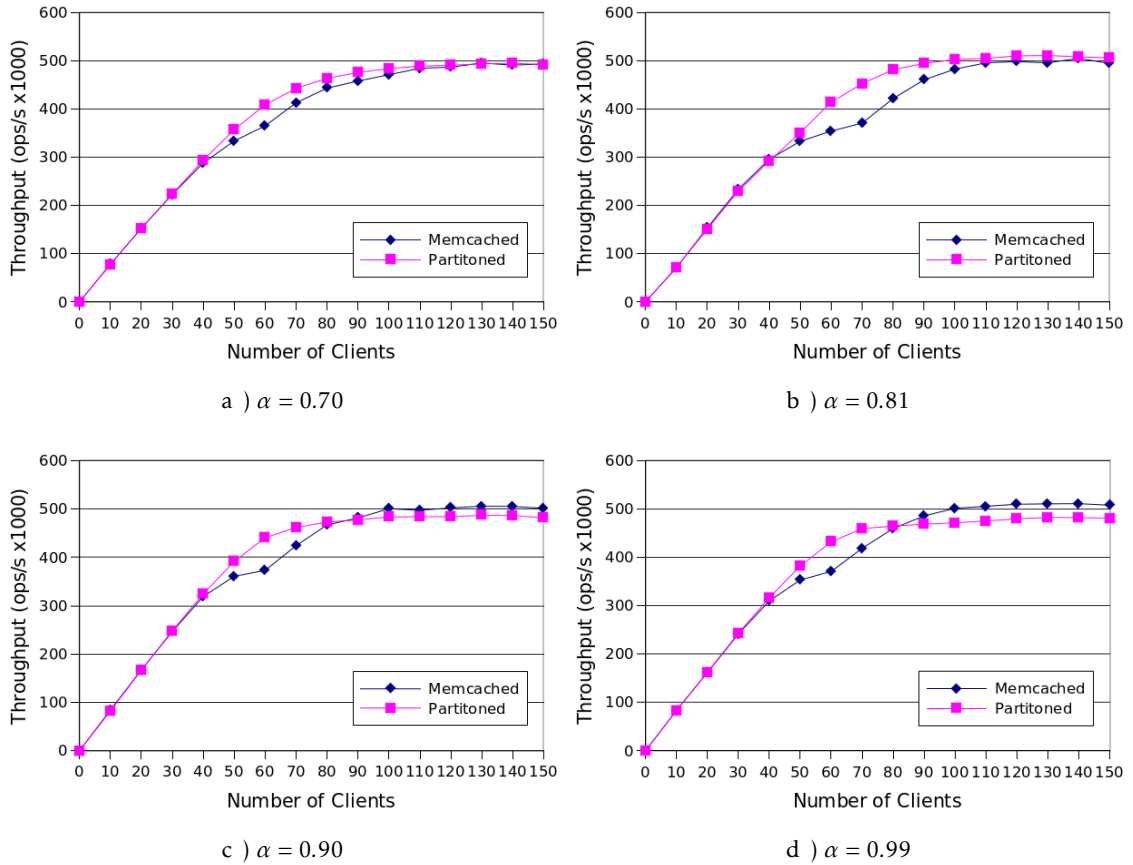 600
500
400
300
200
100
0
Throughput (ops/s x1000)
Memcached
Partitoned
0 10 20 30 40 50 60 70 80 90 100 110 120 130 140 150
Number of Clients
a ) α = 0.70
600
500
400
300
200
100
0
Throughput (ops/s x1000)
Memcached
Partitoned
0 10 20 30 40 50 60 70 80 90 100 110 120 130 140 150
Number of Clients
b ) α = 0.81
600
500
400
300
200
100
0
Throughput (ops/s x1000)
Memcached
Partitoned
0 10 20 30 40 50 60 70 80 90 100 110 120 130 140 150
Number of Clients
c ) α = 0.90
600
500
400
300
200
100
0
Throughput (ops/s x1000)
Memcached
Partitoned
0 10 20 30 40 50 60 70 80 90 100 110 120 130 140 150
Number of Clients
d ) α = 0.99